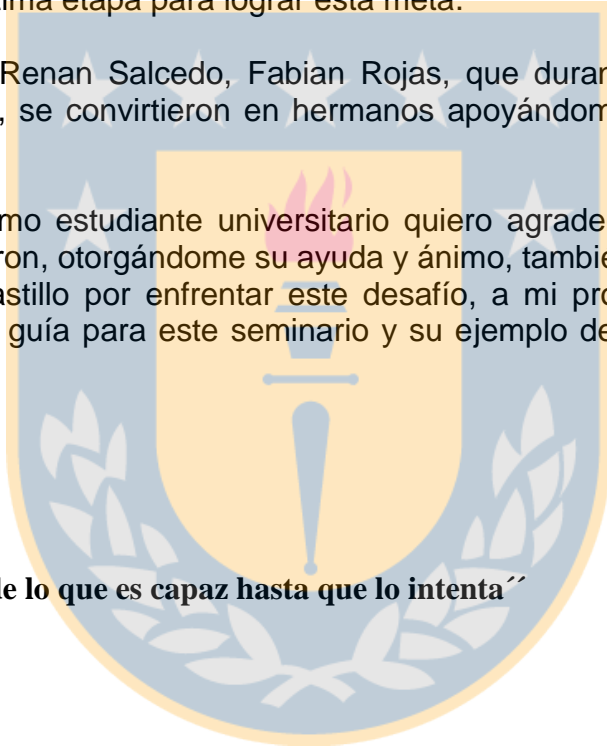 tima etapa para lograr esta meta.
Renan Salcedo, Fabian Rojas, que duran
, se convirtieron en hermanos apoyándom
mo estudiante universitario quiero agrade
ron, otorgándome su ayuda y ánimo, tambie
astillo por enfrentar este desafío, a mi pro
guía para este seminario y su ejemplo de
le lo que es capaz hasta que lo intenta´´